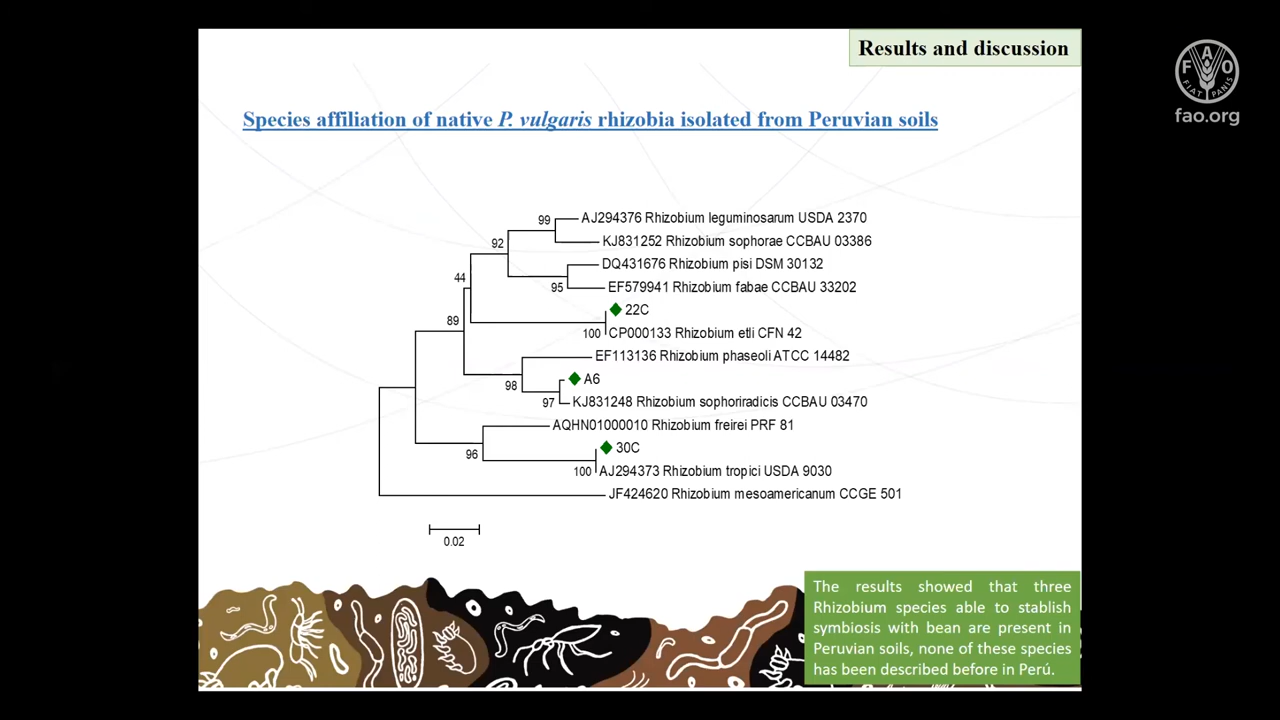 Results and discussion
F A O
FIAT PANIS
fao.org
Species affiliation of native P. vulgaris rhizobia isolated from Peruvian soils
99
AJ294376 Rhizobium leguminosarum USDA 2370
92
KJ831252 Rhizobium sophorae CCBAU 03386
DQ431676 Rhizobium pisi DSM 30132
44
95
EF579941 Rhizobium fabae CCBAU 33202
22C
89
100
CP000133 Rhizobium etli CFN 42
EF113136 Rhizobium phaseoli ATCC 14482
98
A6
97
KJ831248 Rhizobium sophoriradicis CCBAU 03470
AQHN01000010 Rhizobium freirei PRF 81
96
30C
100
AJ294373 Rhizobium tropici USDA 9030
JF424620 Rhizobium mesoamericanum CCGE 501
0.02
The results showed that three
Rhizobium species able to stablish
symbiosis with bean are present in
Peruvian soils, none of these species
has been described before in Perú.